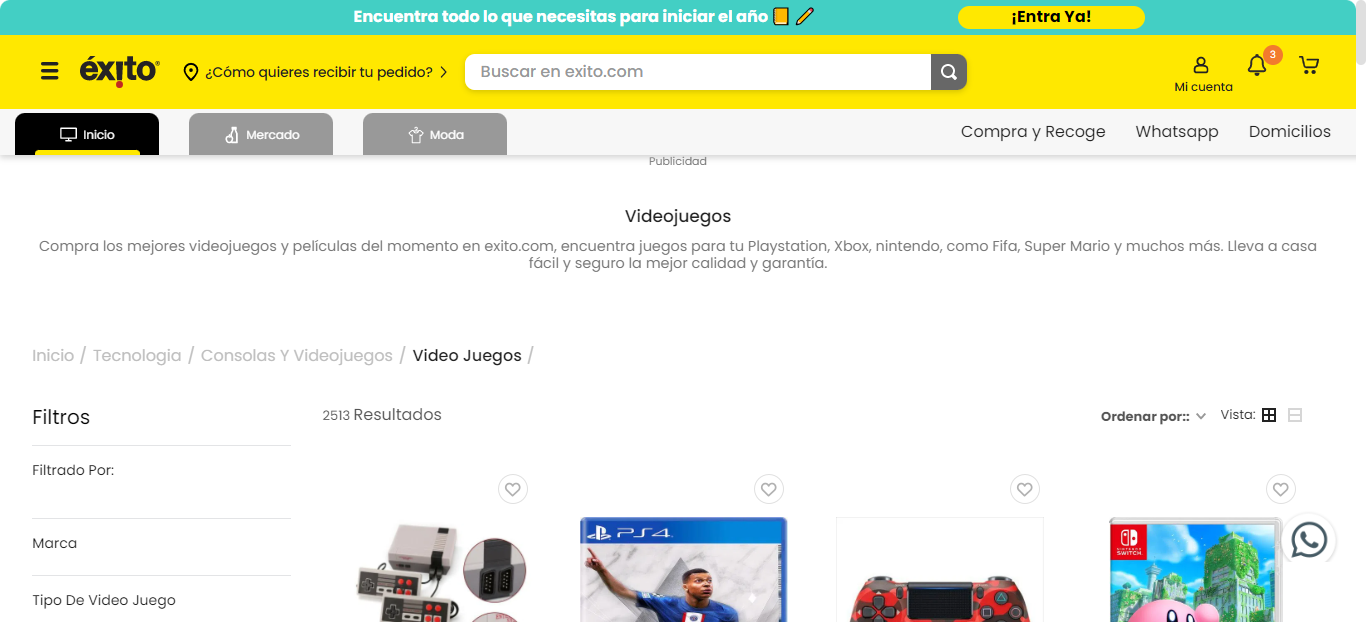 Encuentra todo lo que necesitas para iniciar el año
¡Entra Ya!
éxito
¿Cómo quieres recibir tu pedido?
Buscar en exito.com
Mi cuenta
3
Inicio
Mercado
Moda
Compra y Recoge
Whatsapp
Domicilios
Publicidad
Videojuegos
Compra los mejores videojuegos y películas del momento en exito.com, encuentra juegos para tu Playstation, Xbox, nintendo, como Fifa, Super Mario y muchos más. Lleva a casa
fácil y seguro la mejor calidad y garantía.
Inicio / Tecnologia / Consolas Y Videojuegos / Video Juegos /
Filtros
2513 Resultados
Ordenar por::
Vista:
Filtrado Por:
Marca
Tipo De Video Juego
PS4
NINTENDO
SWITCH